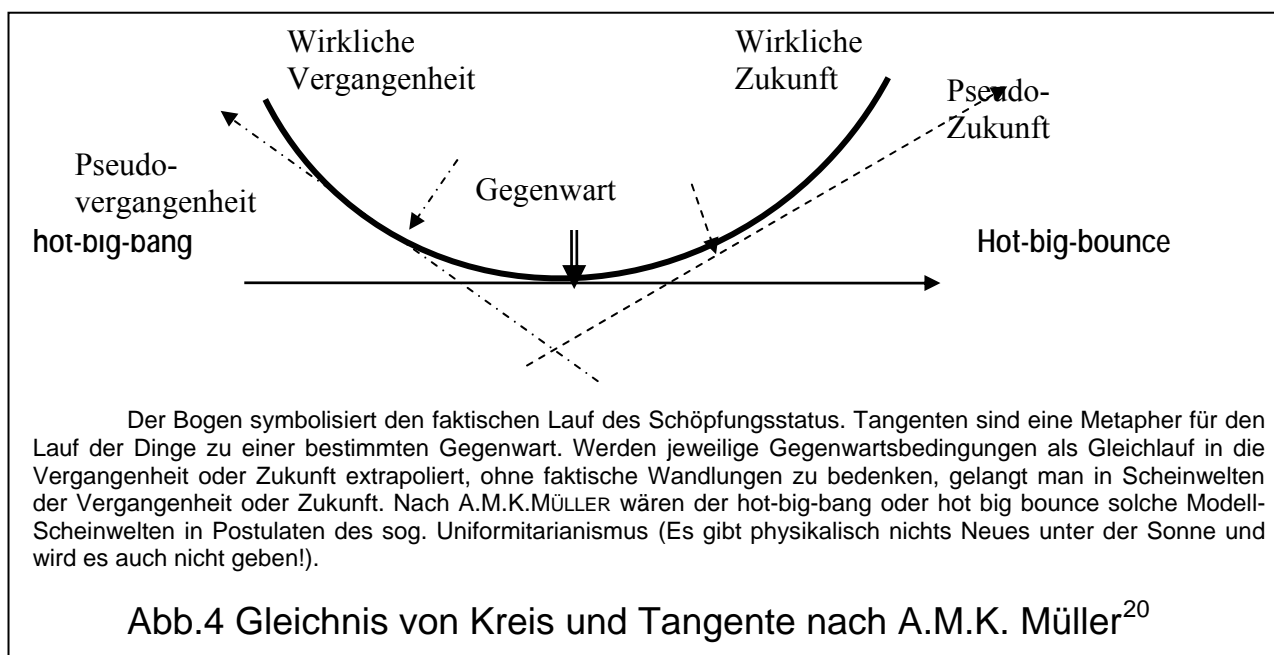 Wirkliche
Vergangenheit
Wirkliche
Zukunft
Pseudo-
Zukunft
Pseudo-
vergangenheit
Gegenwart
hot-big-bang
Hot-big-bounce
Der Bogen symbolisiert den faktischen Lauf des Schöpfungsstatus. Tangenten sind eine Metapher für den
Lauf der Dinge zu einer bestimmten Gegenwart. Werden jeweilige Gegenwartsbedingungen als Gleichlauf in die
Vergangenheit oder Zukunft extrapoliert, ohne faktische Wandlungen zu bedenken, gelangt man in Scheinwelten
der Vergangenheit oder Zukunft. Nach A.M.K.MÜLLER wären der hot-big-bang oder hot big bounce solche Modell-
Scheinwelten in Postulaten des sog. Uniformitarianismus (Es gibt physikalisch nichts Neues unter der Sonne und
wird es auch nicht geben!).
Abb.4 Gleichnis von Kreis und Tangente nach A.M.K. Müller20